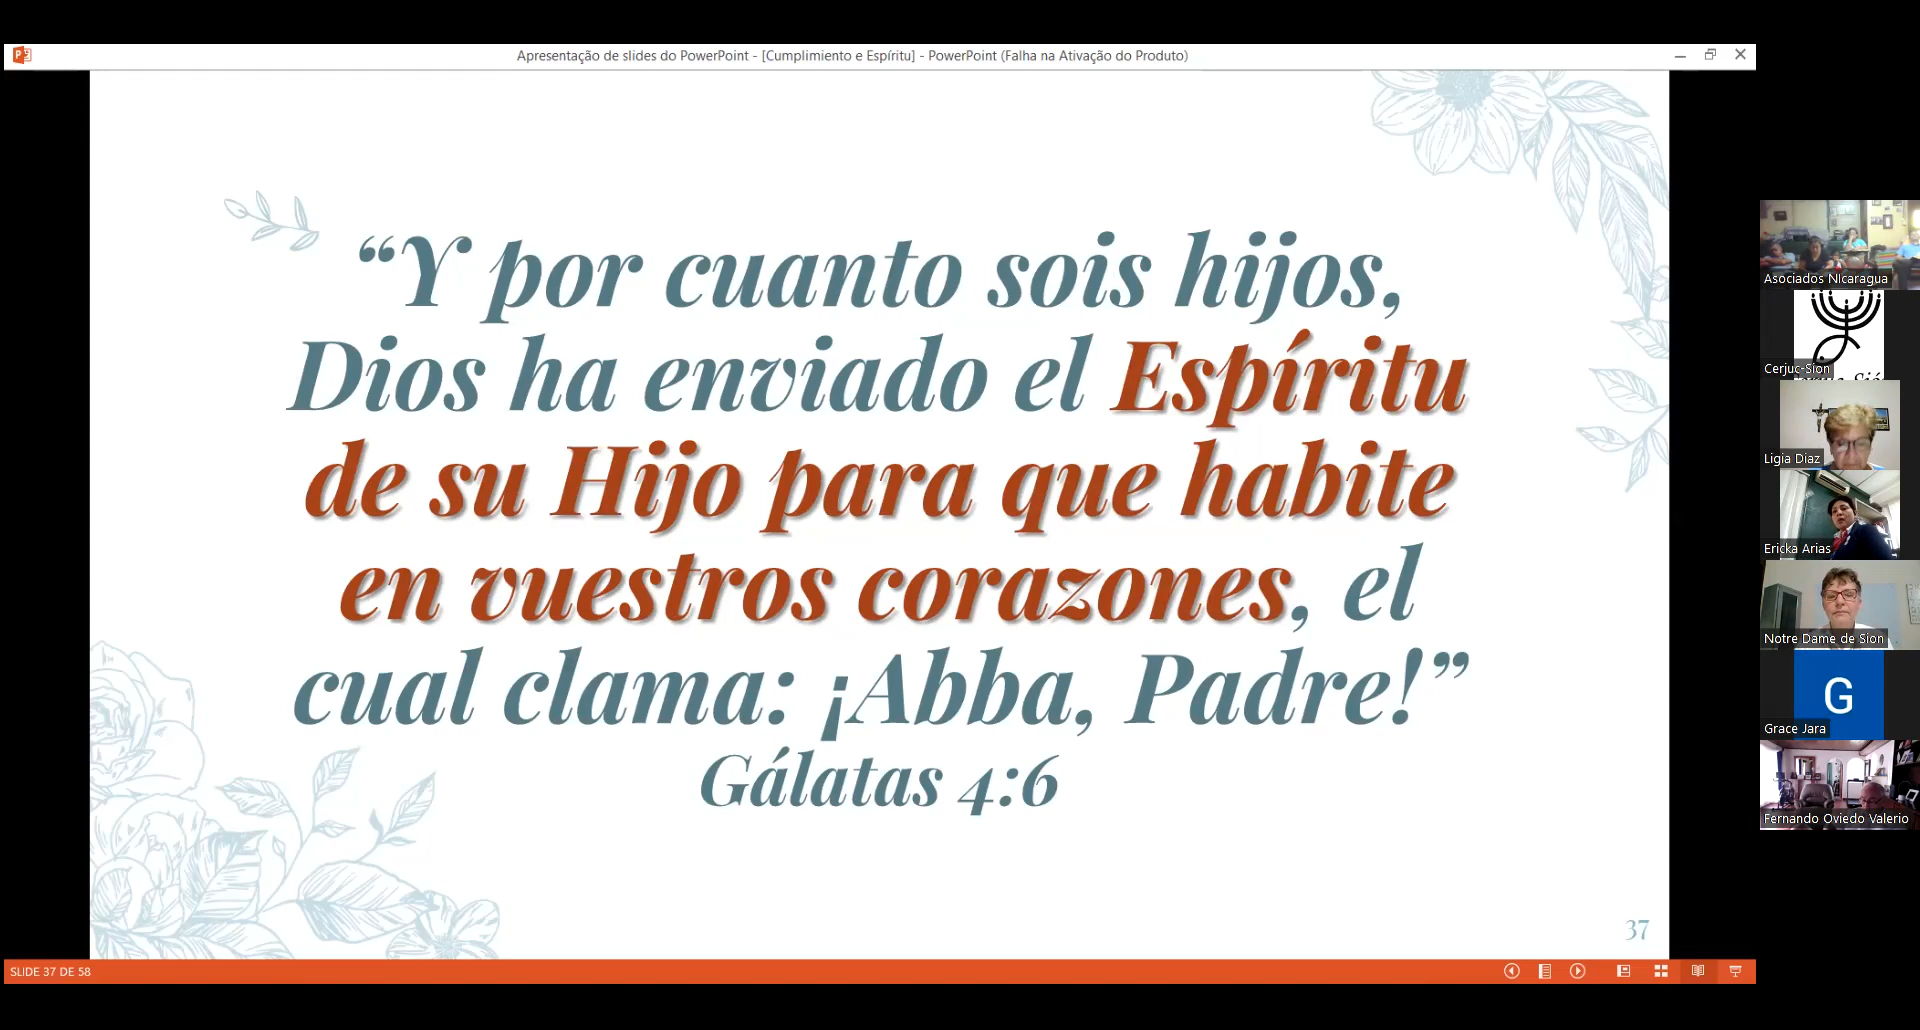 Apresentação de slides do PowerPoint - [Cumplimiento e Espíritu] - PowerPoint (Falha na Ativação do Produto)
“Y por cuanto sois hijos,
Dios ha enviado el Espíritu
de su Hijo para que habite
en vuestros corazones, el
cual clama: ¡Abba, Padre!”
Gálatas 4:6
37
SLIDE 37 DE 58
Asociados NIcaragua
Cerjuc-Sion
Ligia Diaz
Ericka Arias
Notre Dame de Sion
G
Grace Jara
Fernando Oviedo Valerio